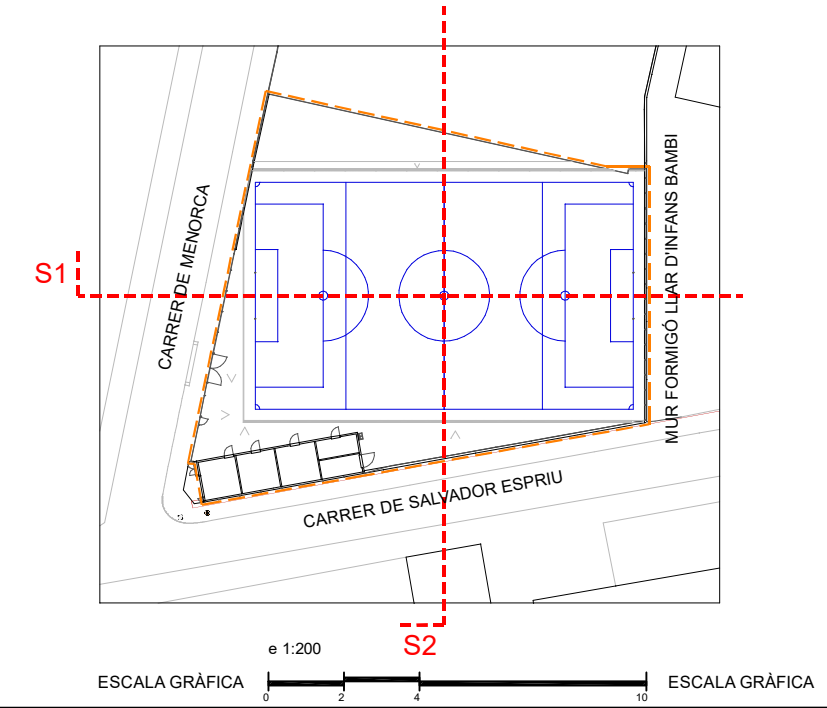 CARRER DE MENORCA
S1
MUR FORMIGÓ LLAR D'INFANS BAMBI
CARRER DE SALVADOR ESPRIU
S2
e 1:200
ESCALA GRÀFICA
0 2 4 10
ESCALA GRÀFICA